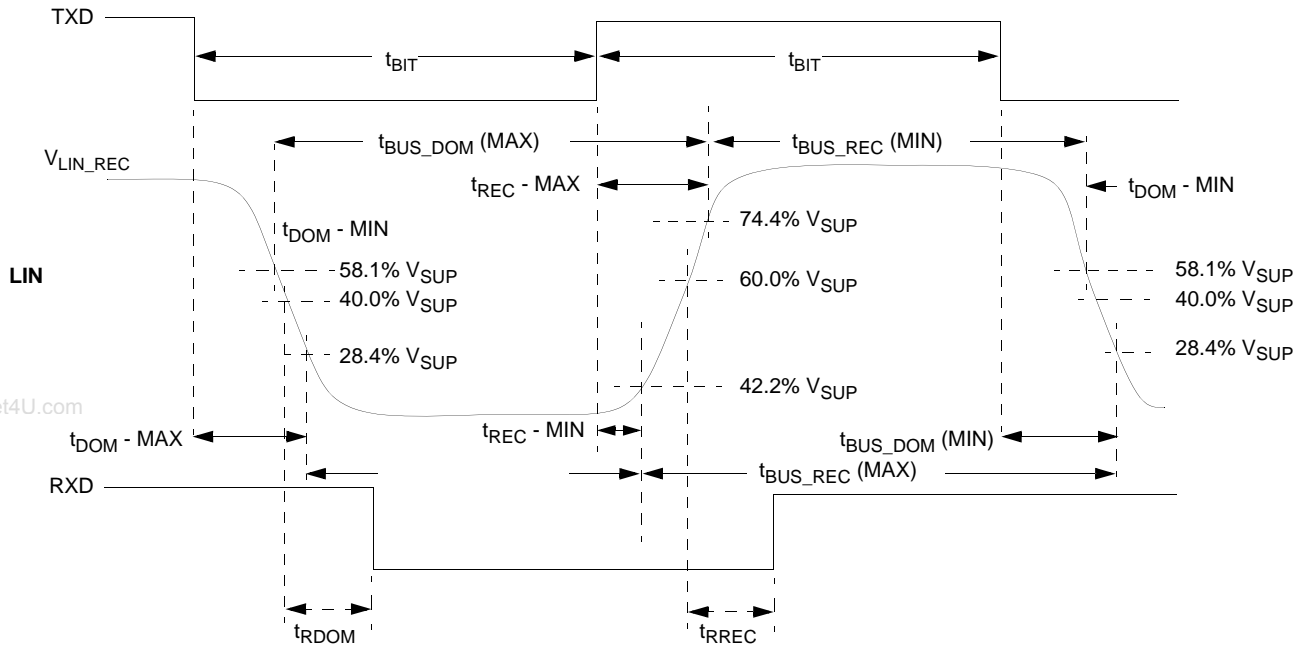 TXD
tBIT
tBIT
tBUS_DOM (MAX)
tBUS_REC (MIN)
VLIN_REC
tREC - MAX
tDOM - MIN
74.4% VSUP
tDOM - MIN
LIN
58.1% VSUP
60.0% VSUP
58.1% VSUP
40.0% VSUP
40.0% VSUP
28.4% VSUP
28.4% VSUP
42.2% VSUP
et4U.com
tDOM - MAX
tREC - MIN
tBUS_DOM (MIN)
tBUS_REC (MAX)
RXD
tRDOM
tRREC